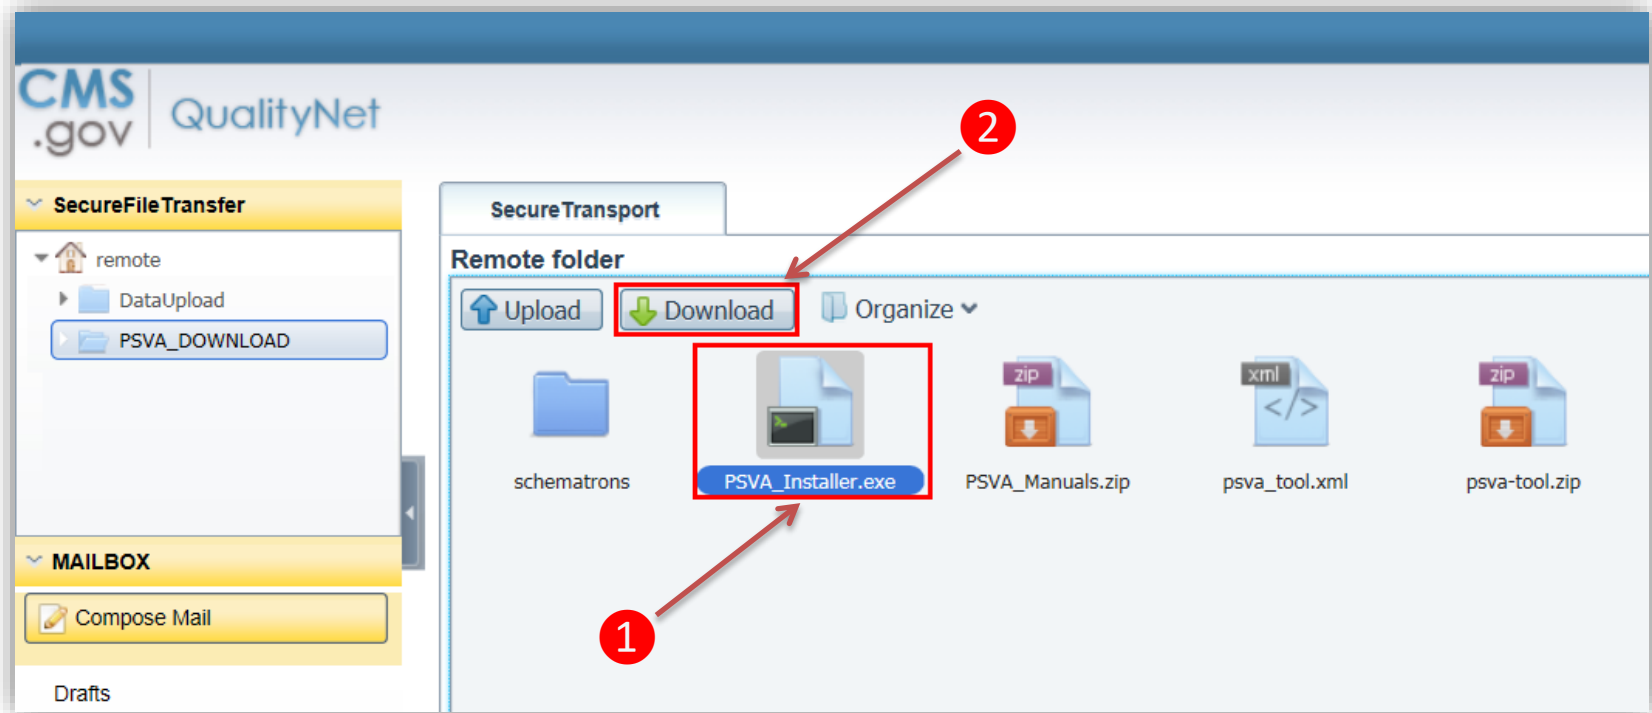 CMS
.gov
QualityNet
2
SecureFileTransfer
SecureTransport
remote
Remote folder
DataUpload
Upload
Download
Organize
PSVA_DOWNLOAD
zip
xml
</>
zip
schematrons
PSVA_Installer.exe
PSVA_Manuals.zip
psva_tool.xml
psva-tool.zip
MAILBOX
Compose Mail
1
Drafts